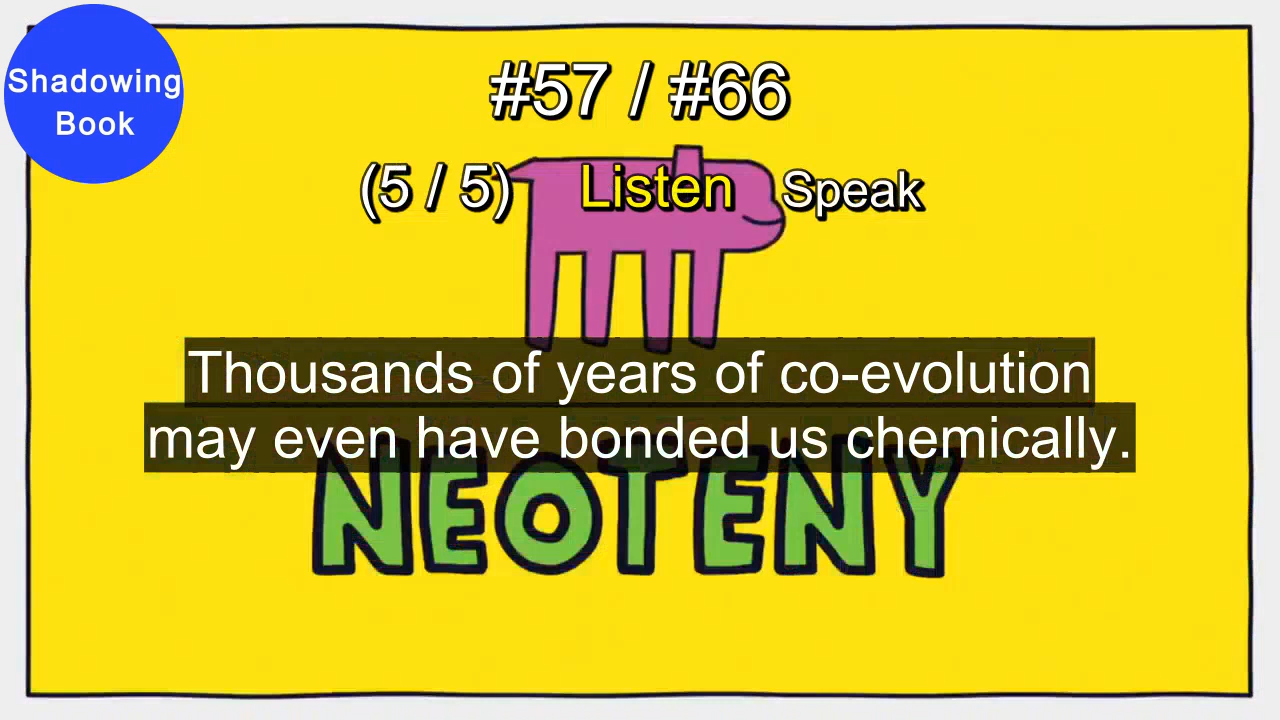 Shadowing
Book
#57 / #66
(5 / 5) Listen Speak
Thousands of years of co-evolution
may even have bonded us chemically.
NEOTENY